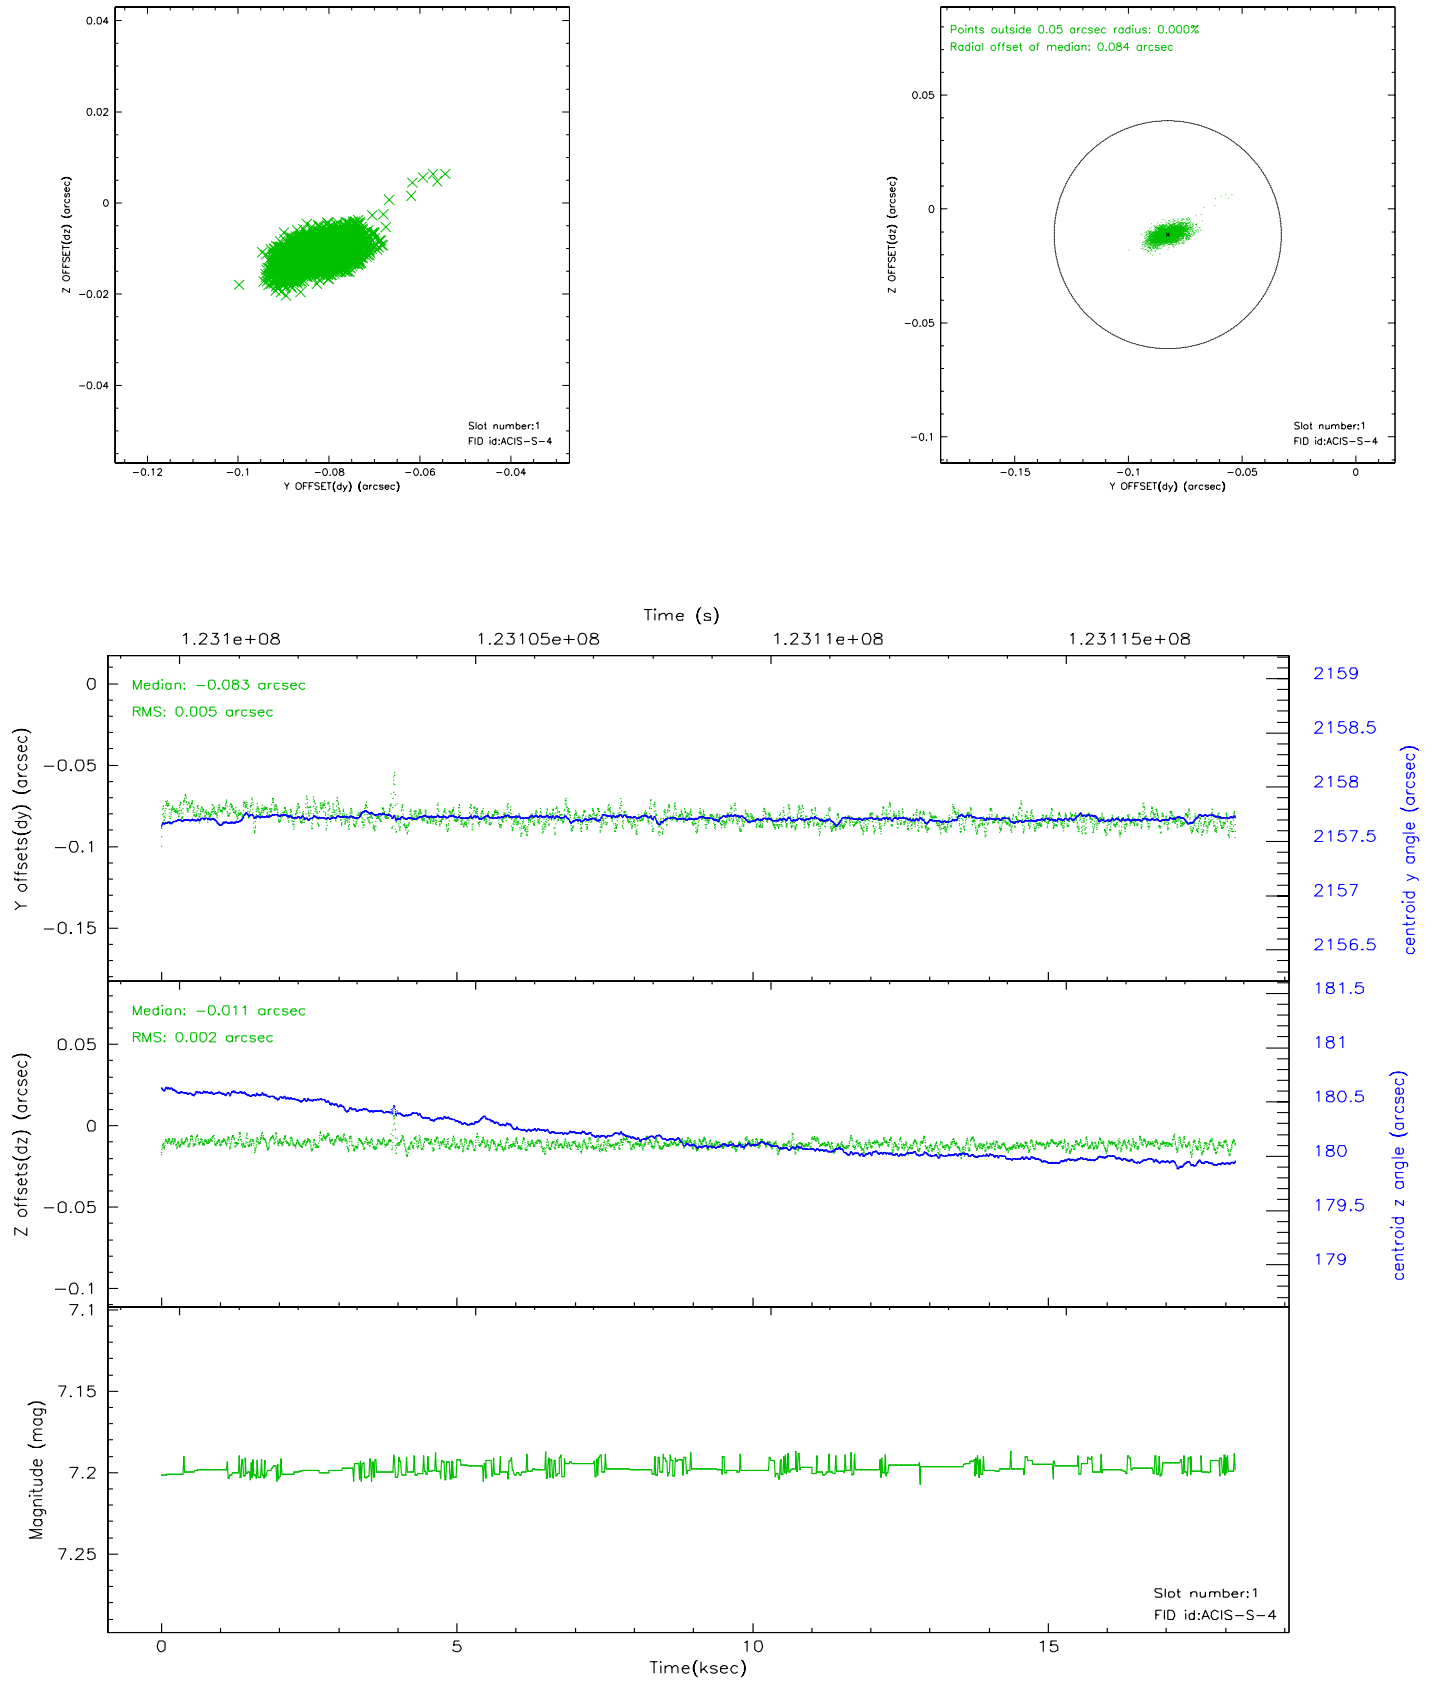 0.04
0.02
0
−0.02
−0.04
Z OFFSET(dz) (arcsec)
Slot number:1
FID id:ACIS−S−4
−0.12
−0.1
−0.08
−0.06
−0.04
Y OFFSET(dy) (arcsec)
Points outside 0.05 arcsec radius: 0.000%
Radial offset of median: 0.084 arcsec
0.05
0
−0.05
−0.1
Z OFFSET(dz) (arcsec)
Slot number:1
FID id:ACIS−S−4
−0.15
−0.1
−0.05
0
Y OFFSET(dy) (arcsec)
Time (s)
1.231e+08
1.23105e+08
1.2311e+08
1.23115e+08
Median: −0.083 arcsec
RMS: 0.005 arcsec
0
−0.05
−0.1
−0.15
Y offsets(dy) (arcsec)
2159
2158.5
2158
2157.5
2157
2156.5
centroid y angle (arcsec)
Median: −0.011 arcsec
RMS: 0.002 arcsec
0.05
0
−0.05
−0.1
Z offsets(dz) (arcsec)
181.5
181
180.5
180
179.5
179
centroid z angle (arcsec)
7.1
7.15
7.2
7.25
Magnitude (mag)
Slot number:1
FID id:ACIS−S−4
0
5
10
15
Time(ksec)